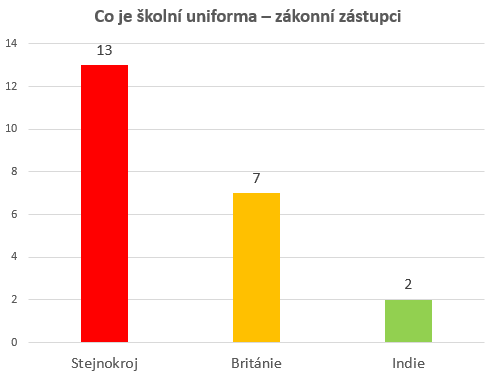 Co je školní uniforma – zákonní zástupci
14
12
10
8
6
4
2
0
13
7
2
Stejnokroj
Británie
Indie